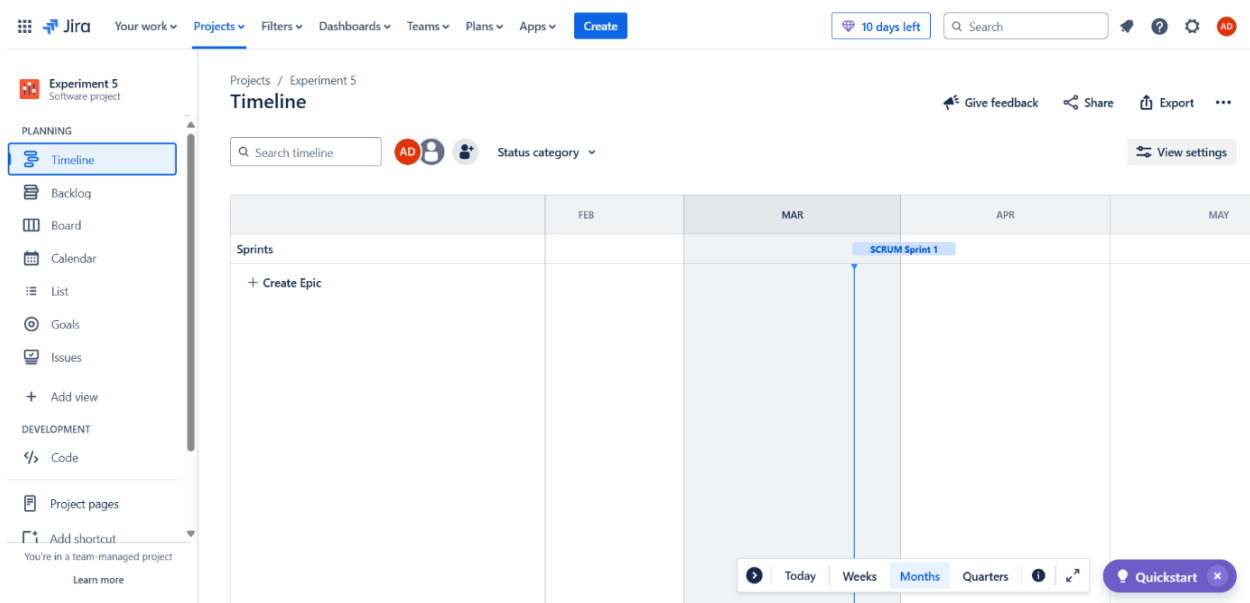 Jira Your work Projects Filters Dashboards Teams Plans Apps Create 10 days left Search AD
Experiment 5
Software project
PLANNING
Timeline
Backlog
Board
Calendar
List
Goals
Issues
+ Add view
DEVELOPMENT
Code
Project pages
Add shortcut
You're in a team-managed project
Learn more
Projects / Experiment 5
Timeline
Give feedback Share Export
Search timeline AD Status category View settings
FEB MAR APR MAY
Sprints SCRUM Sprint 1
+ Create Epic
Today Weeks Months Quarters Quickstart